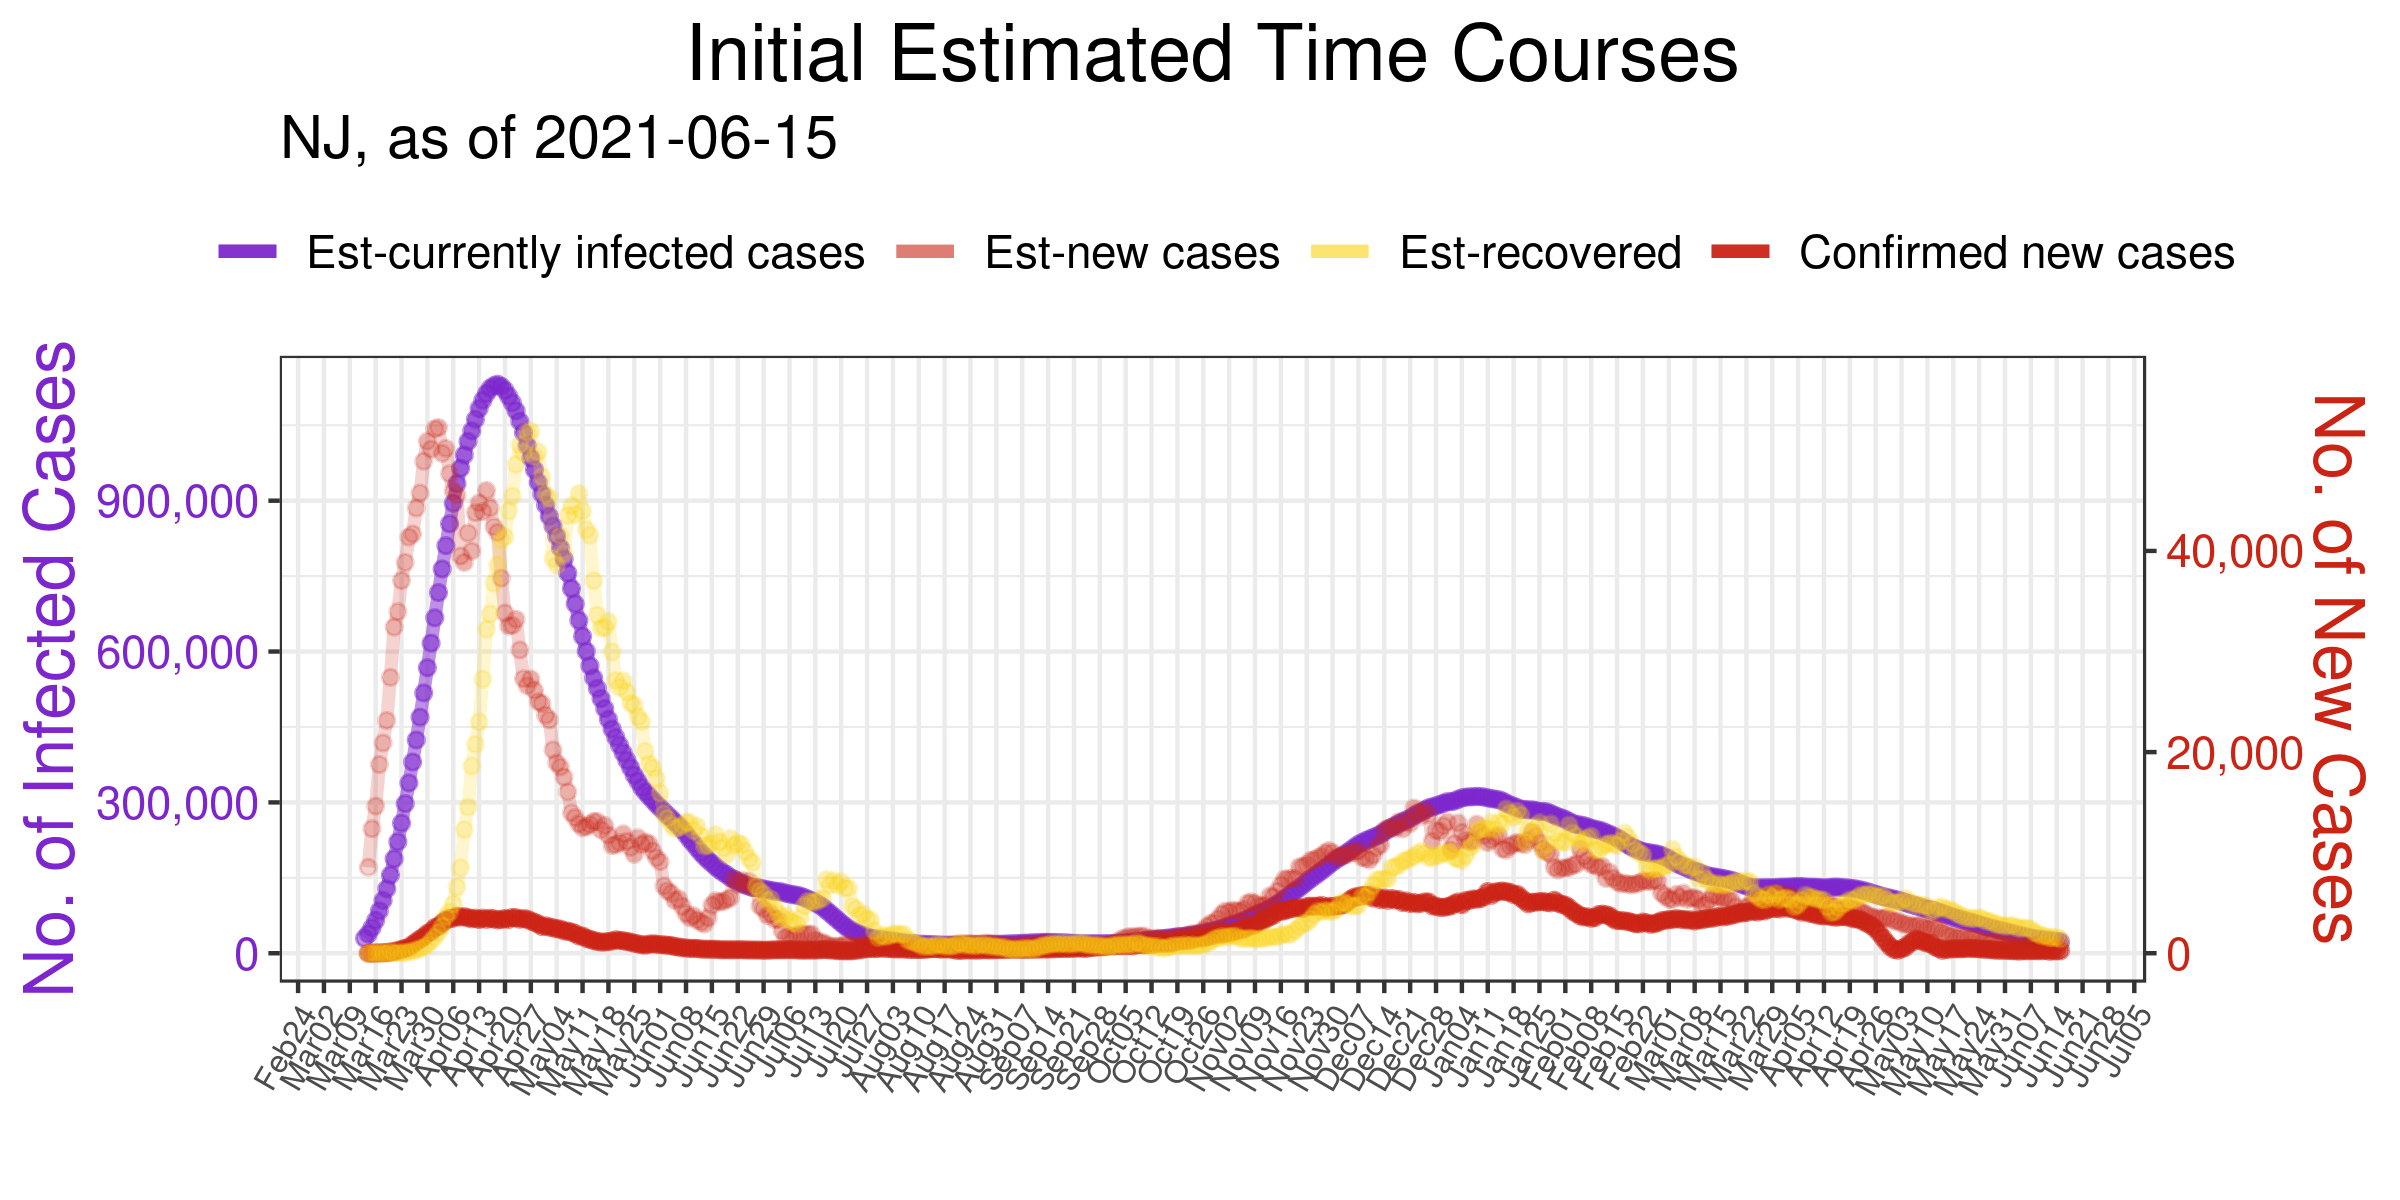 Initial Estimated Time Courses
NJ, as of 2021-06-15
Est-currently infected cases
Est-new cases
Est-recovered
Confirmed new cases
No. of Infected Cases
900,000
600,000
300,000
0
40,000
20,000
0
No. of New Cases
Feb24
Mar02
Mar09
Mar16
Mar23
Mar30
Apr06
Apr13
Apr20
Apr27
May04
May11
May18
May25
Jun01
Jun08
Jun15
Jun22
Jun29
Jul06
Jul13
Jul20
Jul27
Aug03
Aug10
Aug17
Aug24
Aug31
Sep07
Sep14
Sep21
Sep28
Oct05
Oct12
Oct19
Oct26
Nov02
Nov09
Nov16
Nov23
Nov30
Dec07
Dec14
Dec21
Dec28
Jan04
Jan11
Jan18
Jan25
Feb01
Feb08
Feb15
Feb22
Mar01
Mar08
Mar15
Mar22
Mar29
Apr05
Apr12
Apr19
Apr26
May03
May10
May17
May24
May31
Jun07
Jun14
Jun21
Jun28
Jul05